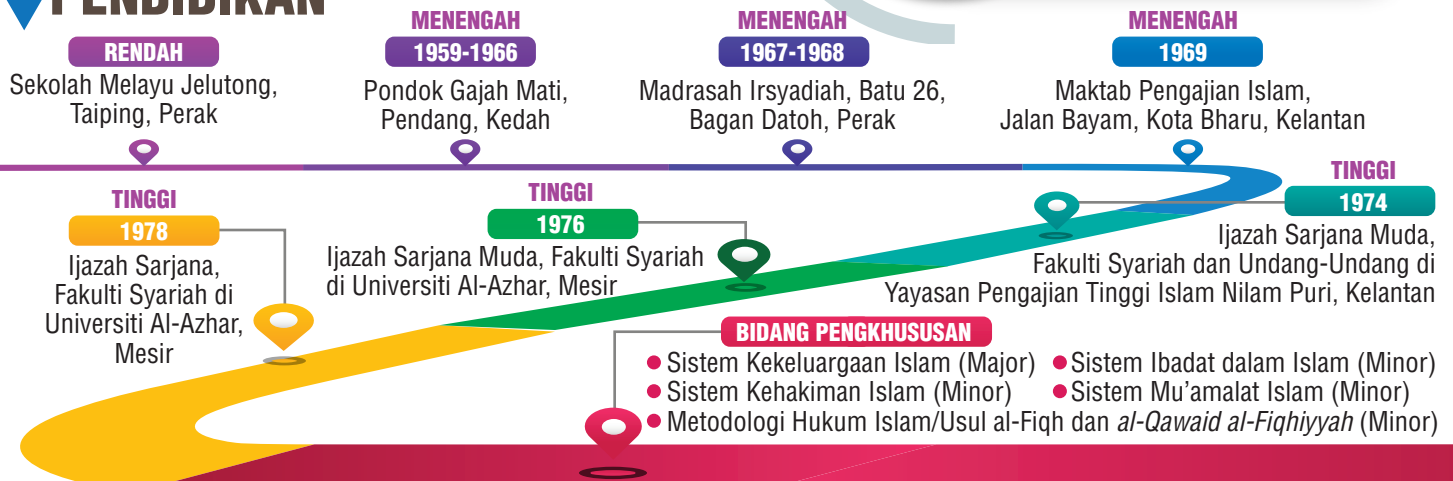 PENDIDIKAN
RENDAH
Sekolah Melayu Jelutong,
Taiping, Perak
MENENGAH
1959-1966
Pondok Gajah Mati,
Pendang, Kedah
MENENGAH
1967-1968
Madrasah Irsyadiah, Batu 26,
Bagan Datoh, Perak
MENENGAH
1969
Maktab Pengajian Islam,
Jalan Bayam, Kota Bharu, Kelantan
TINGGI
1974
Ijazah Sarjana Muda,
Fakulti Syariah dan Undang-Undang di
Yayasan Pengajian Tinggi Islam Nilam Puri, Kelantan
TINGGI
1976
Ijazah Sarjana Muda, Fakulti Syariah
di Universiti Al-Azhar, Mesir
TINGGI
1978
Ijazah Sarjana,
Fakulti Syariah di
Universiti Al-Azhar,
Mesir
BIDANG PENGKHUSUSAN
• Sistem Kekeluargaan Islam (Major)
• Sistem Ibadat dalam Islam (Minor)
• Sistem Kehakiman Islam (Minor)
• Sistem Mu’amalat Islam (Minor)
• Metodologi Hukum Islam/Usul al-Fiqh dan al-Qawaid al-Fiqhiyyah (Minor)